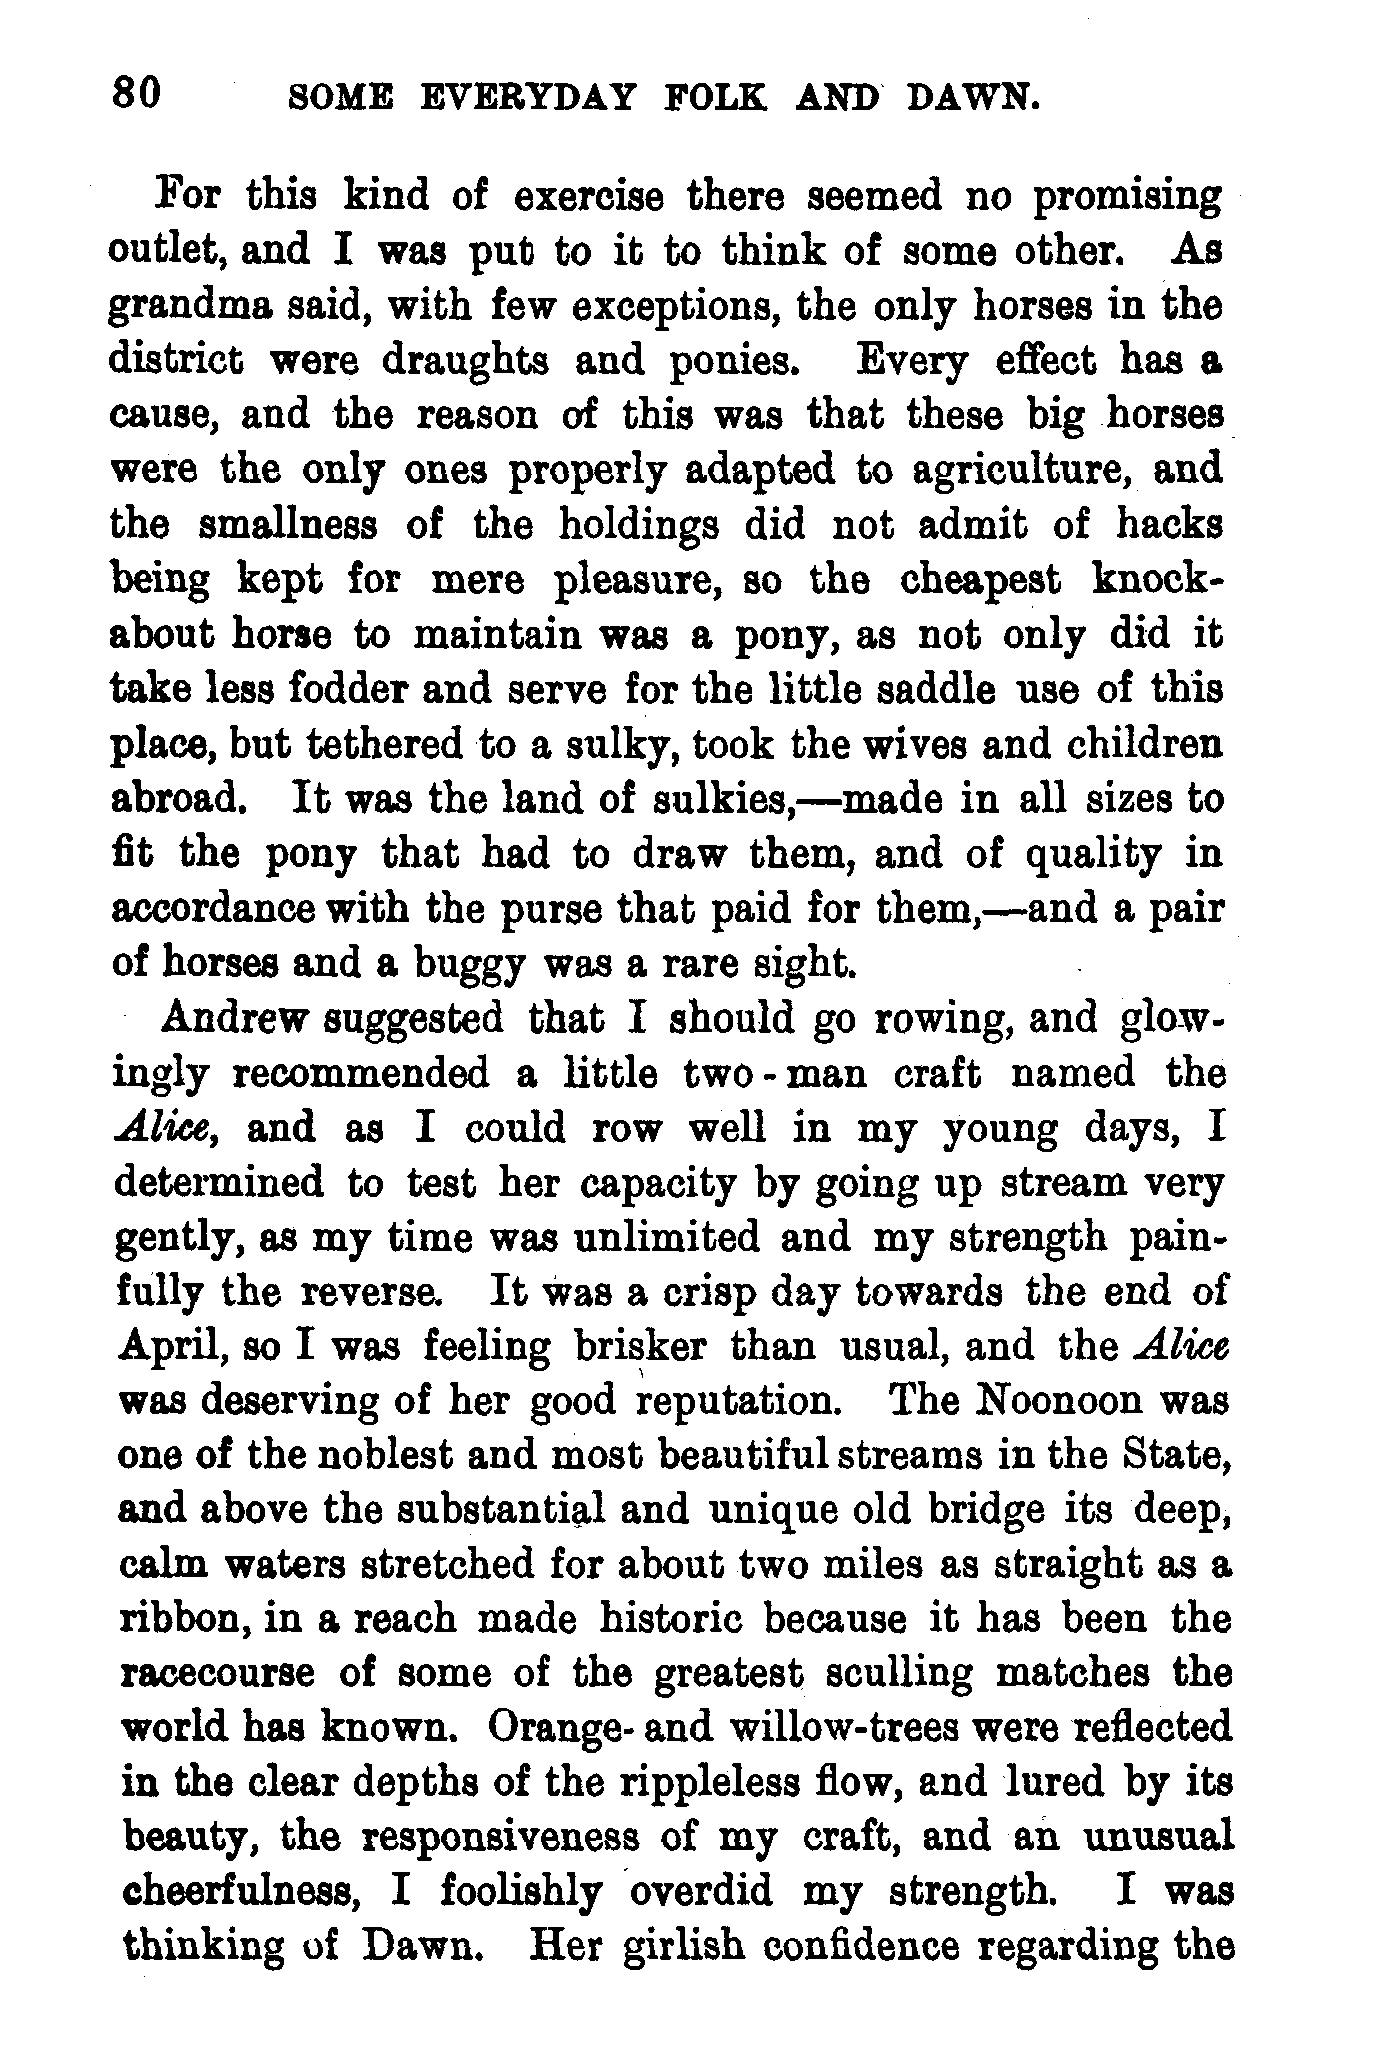 80 SOME EVERYDAY FOLK AND DAWN.
For this kind of exercise there seemed no promising
outlet, and I was put to it to think of some other. As
grandma said, with few exceptions, the only horses in the
district were draughts and ponies. Every effect has a
cause, and the reason of this was that these big horses
were the only ones properly adapted to agriculture, and
the smallness of the holdings did not admit of hacks
being kept for mere pleasure, so the cheapest knock-
about horse to maintain was a pony, as not only did it
take less fodder and serve for the little saddle use of this
place, but tethered to a sulky, took the wives and children
abroad. It was the land of sulkies,—made in all sizes to
fit the pony that had to draw them, and of quality in
accordance with the purse that paid for them,—and a pair
of horses and a buggy was a rare sight.
Andrew suggested that I should go rowing, and glow-
ingly recommended a little two-man craft named the
Alice, and as I could row well in my young days, I
determined to test her capacity by going up stream very
gently, as my time was unlimited and my strength pain-
fully the reverse. It was a crisp day towards the end of
April, so I was feeling brisker than usual, and the Alice
was deserving of her good reputation. The Noonoon was
one of the noblest and most beautiful streams in the State,
and above the substantial and unique old bridge its deep,
calm waters stretched for about two miles as straight as a
ribbon, in a reach made historic because it has been the
racecourse of some of the greatest sculling matches the
world has known. Orange- and willow-trees were reflected
in the clear depths of the rippleless flow, and lured by its
beauty, the responsiveness of my craft, and an unusual
cheerfulness, I foolishly overdid my strength. I was
thinking of Dawn. Her girlish confidence regarding the